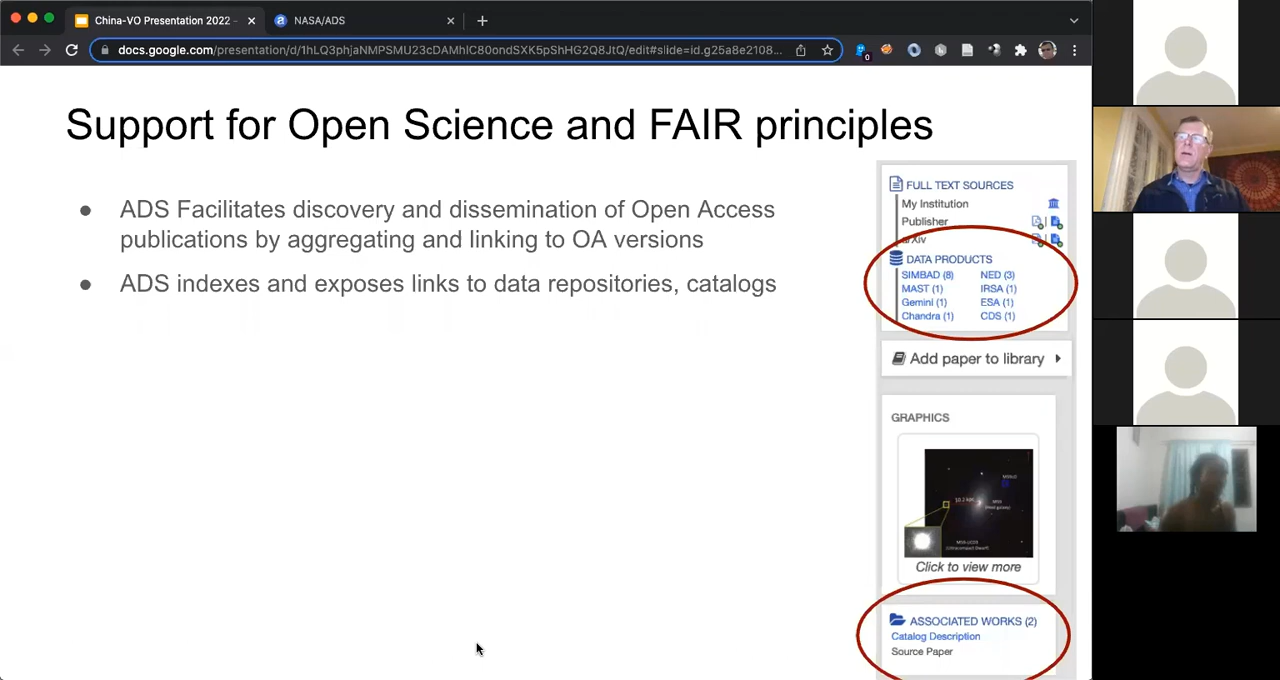 China-VO Presentation 2022 -
NASA/ADS
docs.google.com/presentation/d/1hLQ3phjaNMPSMU23cDAMhlC80ondSXK5pShHG2Q8JtQ/edit#slide=id.g25a8e2108...
0
Support for Open Science and FAIR principles
● ADS Facilitates discovery and dissemination of Open Access
publications by aggregating and linking to OA versions
● ADS indexes and exposes links to data repositories, catalogs
FULL TEXT SOURCES
My Institution
Publisher
arXiv
DATA PRODUCTS
SIMBAD (8) NED (3)
MAST (1) IRSA (1)
Gemini (1) ESA (1)
Chandra (1) CDS (1)
Add paper to library
GRAPHICS
10.2 kpc
Click to view more
ASSOCIATED WORKS (2)
Catalog Description
Source Paper